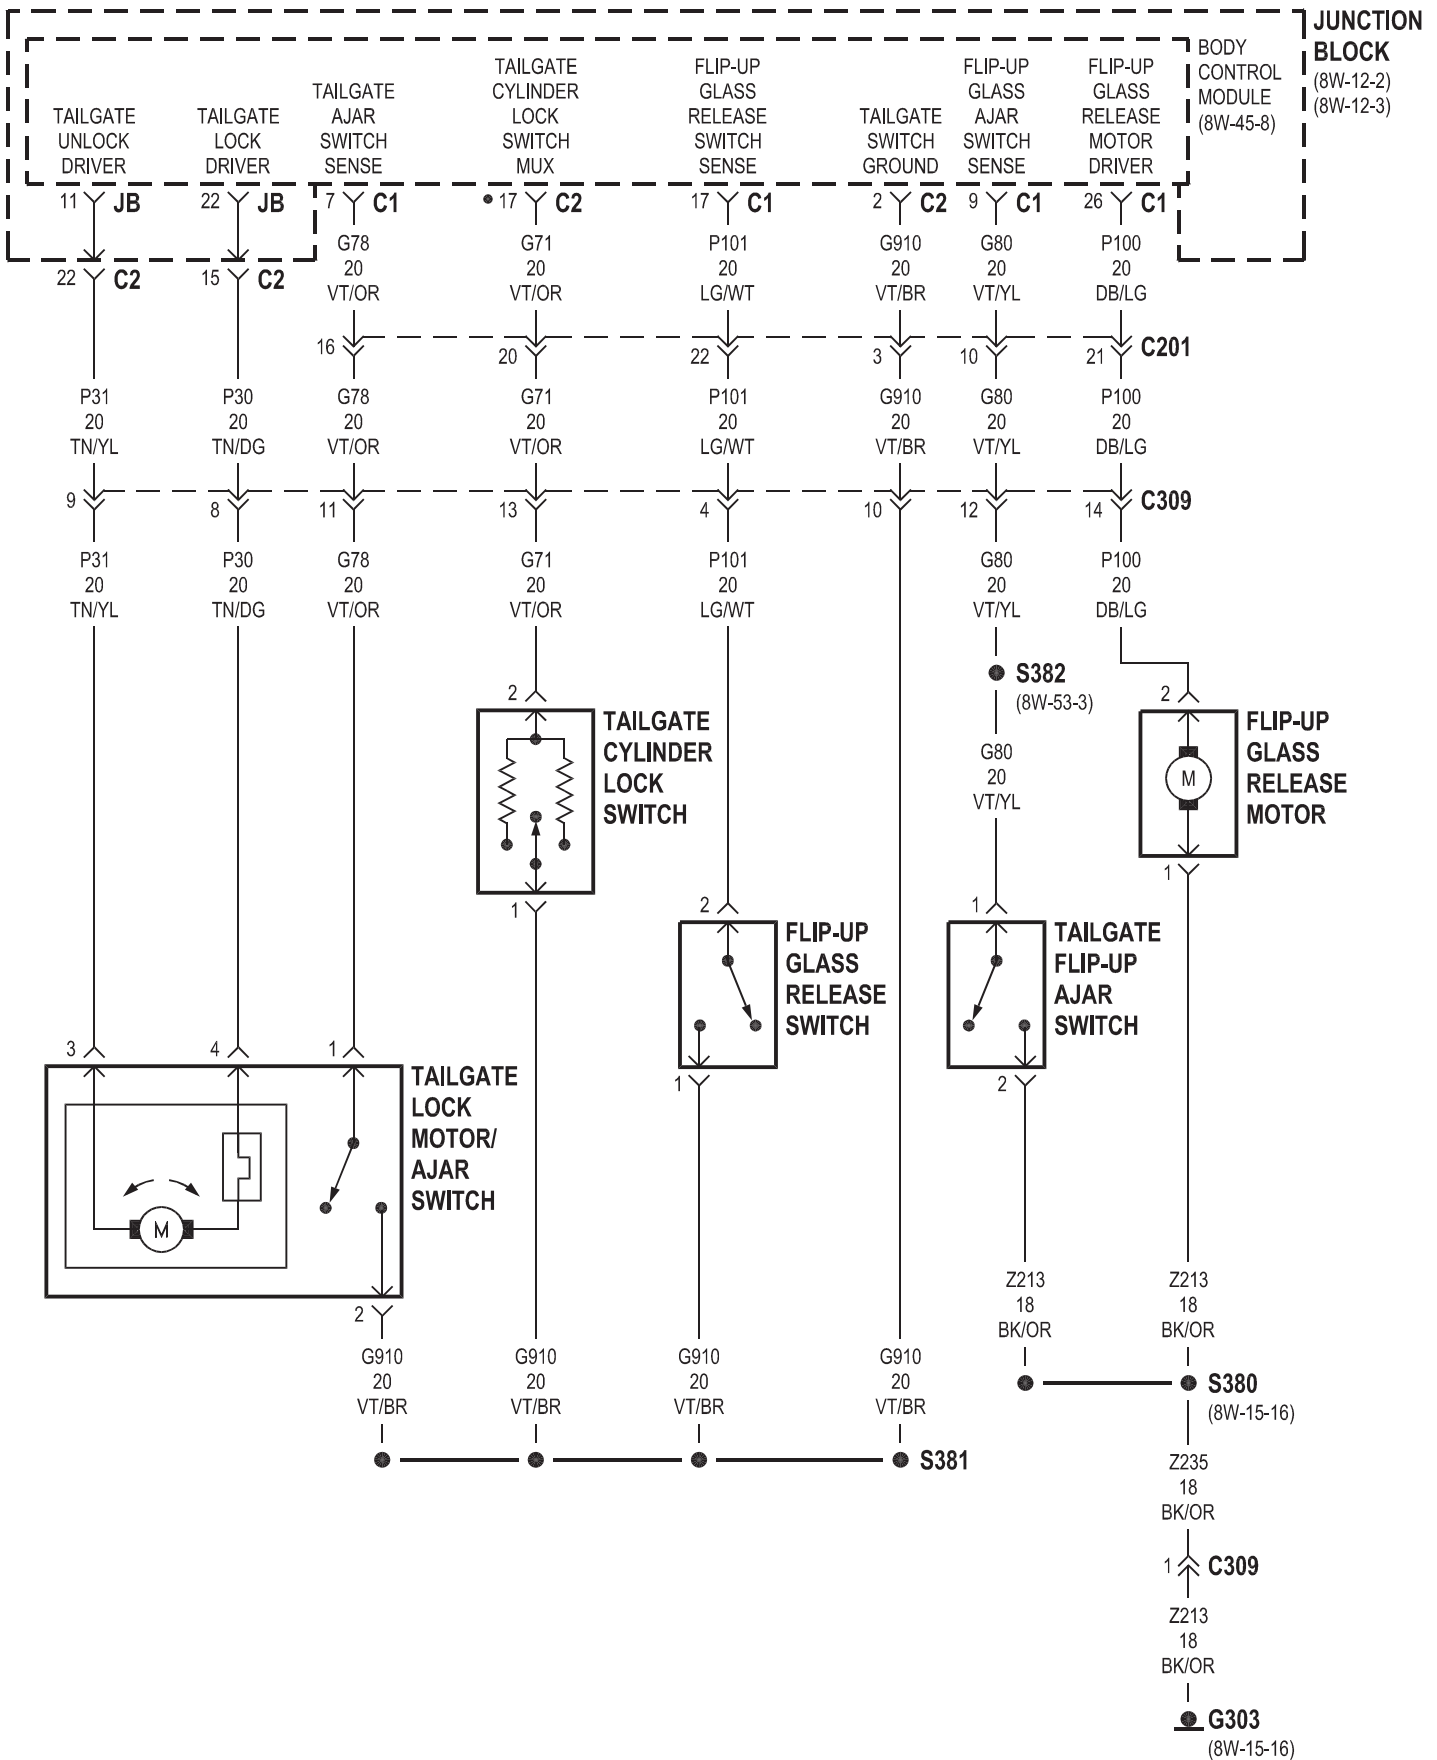 JUNCTION
BLOCK
(8W-12-2)
(8W-12-3)
BODY
CONTROL
MODULE
(8W-45-8)
TAILGATE
UNLOCK
DRIVER
TAILGATE
LOCK
DRIVER
TAILGATE
AJAR
SWITCH
SENSE
TAILGATE
CYLINDER
LOCK
SWITCH
MUX
FLIP-UP
GLASS
RELEASE
SWITCH
SENSE
TAILGATE
SWITCH
GROUND
FLIP-UP
GLASS
AJAR
SWITCH
SENSE
FLIP-UP
GLASS
RELEASE
MOTOR
DRIVER
11 JB
22 JB
7 C1
17 C2
17 C1
2 C2
9 C1
26 C1
G78
20
VT/OR
G71
20
VT/OR
P101
20
LG/WT
G910
20
VT/BR
G80
20
VT/YL
P100
20
DB/LG
22 C2
15 C2
16
20
22
3
10
21
C201
P31
20
TN/YL
P30
20
TN/DG
G78
20
VT/OR
G71
20
VT/OR
P101
20
LG/WT
G910
20
VT/BR
G80
20
VT/YL
P100
20
DB/LG
9
8
11
13
4
10
12
14
C309
P31
20
TN/YL
P30
20
TN/DG
G78
20
VT/OR
G71
20
VT/OR
P101
20
LG/WT
G80
20
VT/YL
P100
20
DB/LG
S382
(8W-53-3)
G80
20
VT/YL
2
TAILGATE
CYLINDER
LOCK
SWITCH
1
2
FLIP-UP
GLASS
RELEASE
MOTOR
M
1
2
FLIP-UP
GLASS
RELEASE
SWITCH
1
1
TAILGATE
FLIP-UP
AJAR
SWITCH
2
3
4
1
TAILGATE
LOCK
MOTOR/
AJAR
SWITCH
M
2
Z213
18
BK/OR
Z213
18
BK/OR
G910
20
VT/BR
G910
20
VT/BR
G910
20
VT/BR
G910
20
VT/BR
S380
(8W-15-16)
S381
Z235
18
BK/OR
1 C309
Z213
18
BK/OR
G303
(8W-15-16)